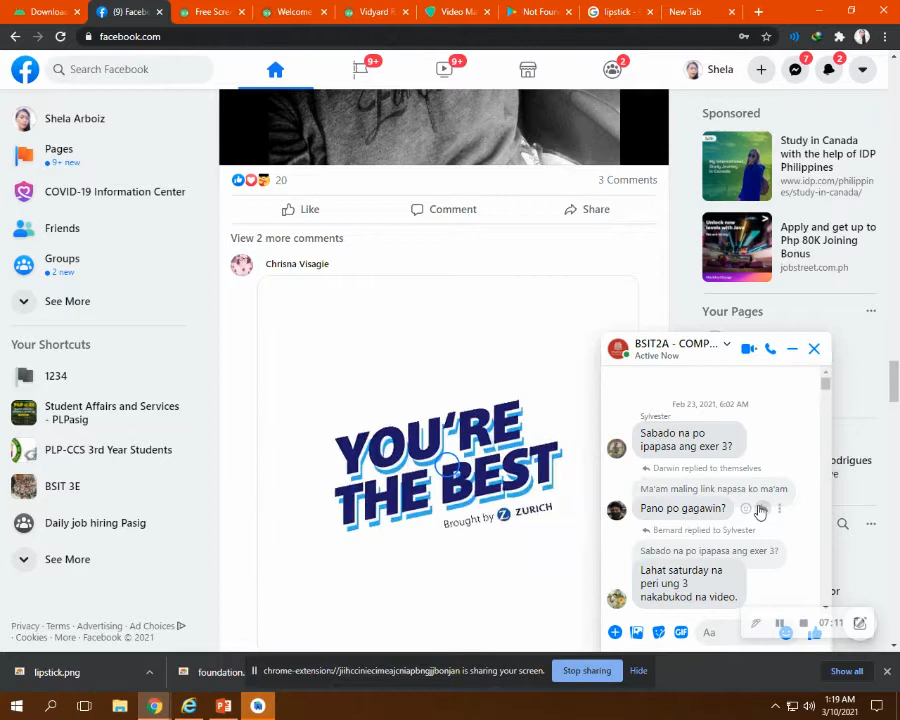 Downloa
(9) Facebo
Free Scre
Welcome
Vidyard R
Video Ma
Not Foun
lipstick - S
New Tab
facebook.com
Search Facebook
9+
9+
2
Shela
7
2
Shela Arboiz
Pages
9+ new
COVID-19 Information Center
Friends
Groups
2 new
See More
Your Shortcuts
1234
Student Affairs and Services
- PLPasig
PLP-CCS 3rd Year Students
BSIT 3E
Daily job hiring Pasig
See More
Privacy · Terms · Advertising · Ad Choices
· Cookies · More · Facebook © 2021
20
3 Comments
Like
Comment
Share
View 2 more comments
Chrisna Visagie
YOU'RE
THE BEST
Brought by ZURICH
Sponsored
Study in Canada
with the help of IDP
Philippines
www.idp.com/philippin
es/study-in-canada/
Apply and get up to
Php 80K Joining
Bonus
jobstreet.com.ph
Your Pages
odrigues
BSIT2A - COMP...
Active Now
Feb 23, 2021, 6:02 AM
Sylvester
Sabado na po
ipapasa ang exer 3?
Darwin replied to themselves
Ma'am maling link napasa ko ma'am
Pano po gagawin?
Bernard replied to Sylvester
Sabado na po ipapasa ang exer 3?
Lahat saturday na
peri ung 3
nakabukod na video.
GIF
Aa
07:11
lipstick.png
foundation.
chrome-extension://jiihcciniecimeajcniapbngjjbonjan is sharing your screen.
Stop sharing
Hide
Show all
1:19 AM
3/10/2021